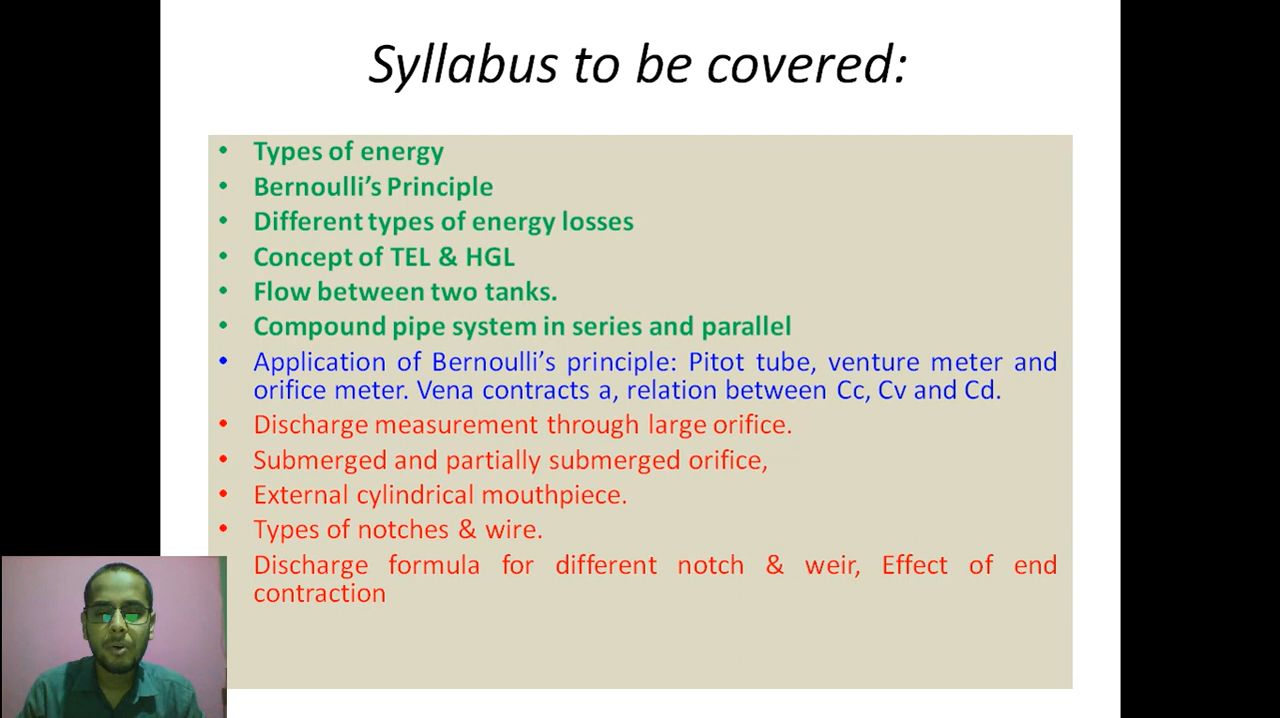 Syllabus to be covered:
• Types of energy
• Bernoulli’s Principle
• Different types of energy losses
• Concept of TEL & HGL
• Flow between two tanks.
• Compound pipe system in series and parallel
• Application of Bernoulli’s principle: Pitot tube, venture meter and
orifice meter. Vena contracts a, relation between Cc, Cv and Cd.
• Discharge measurement through large orifice.
• Submerged and partially submerged orifice,
• External cylindrical mouthpiece.
• Types of notches & wire.
Discharge formula for different notch & weir, Effect of end
contraction